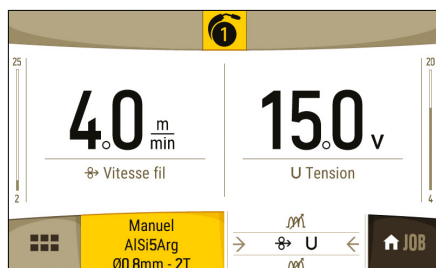 1
25
20
4.0 m/min
15.0 v
Vitesse fil
U Tension
2
4
Manuel
AlSi5Arg
Ø0.8mm - 2T
U
JOB